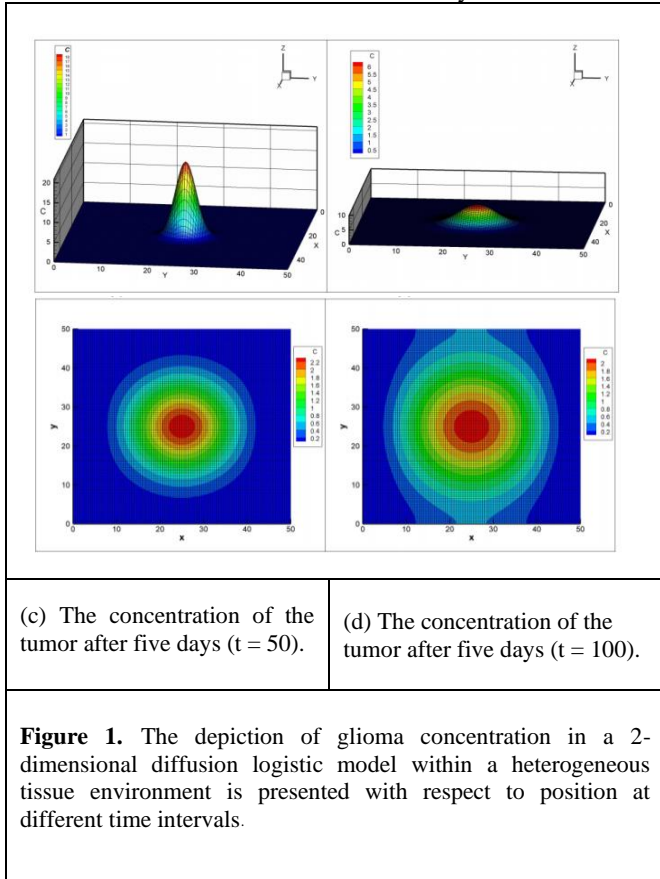 C
6
5.5
5
4.5
4
3.5
3
2.5
2
1.5
1
0.5
C
Z
Y
X
Z
Y
X
20
15
10
5
0
C
0
10
20
30
40
50
Y
0
20
40
X
10
5
0
C
0
10
20
30
40
50
Y
0
20
40
X
50
40
30
20
10
0
y
0
10
20
30
40
50
x
C
2.2
2
1.8
1.6
1.4
1.2
1
0.8
0.6
0.4
0.2
50
40
30
20
10
0
y
0
10
20
30
40
50
x
C
2
1.8
1.6
1.4
1.2
1
0.8
0.6
0.4
0.2
(c) The concentration of the
tumor after five days (t = 50).
(d) The concentration of the
tumor after five days (t = 100).
Figure 1. The depiction of glioma concentration in a 2-
dimensional diffusion logistic model within a heterogeneous
tissue environment is presented with respect to position at
different time intervals.